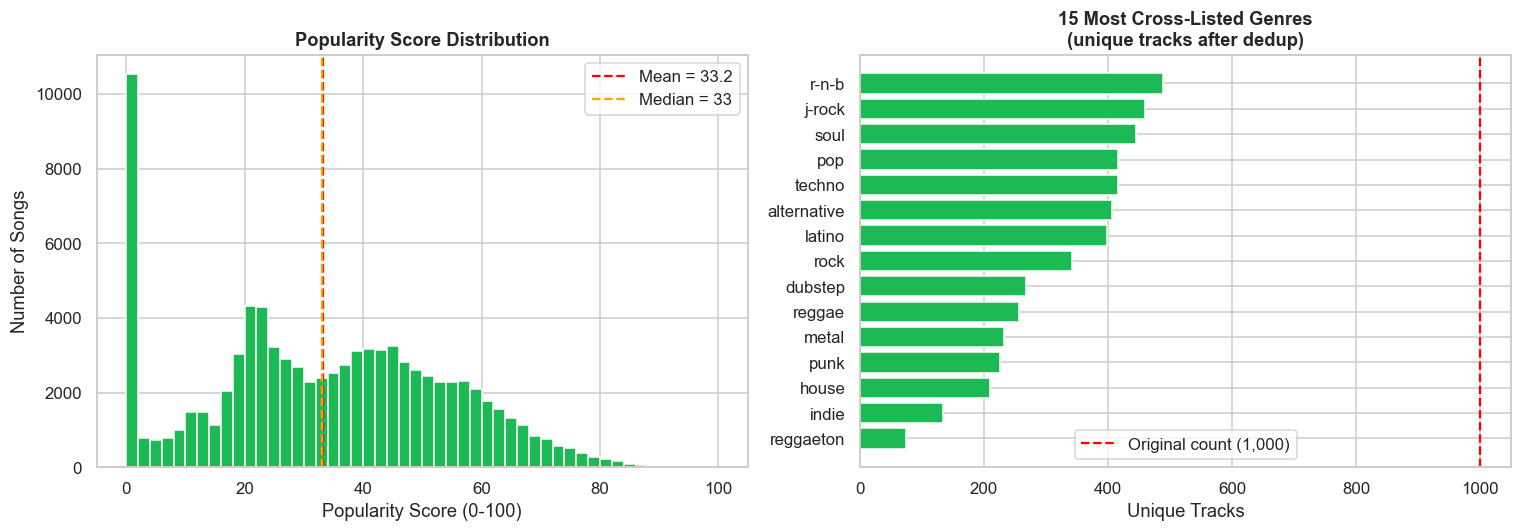 Popularity Score Distribution
Mean = 33.2
Median = 33
10000
8000
6000
4000
2000
0
Number of Songs
0 20 40 60 80 100
Popularity Score (0-100)
15 Most Cross-Listed Genres
(unique tracks after dedup)
r-n-b
j-rock
soul
pop
techno
alternative
latino
rock
dubstep
reggae
metal
punk
house
indie
reggaeton
Original count (1,000)
0 200 400 600 800 1000
Unique Tracks